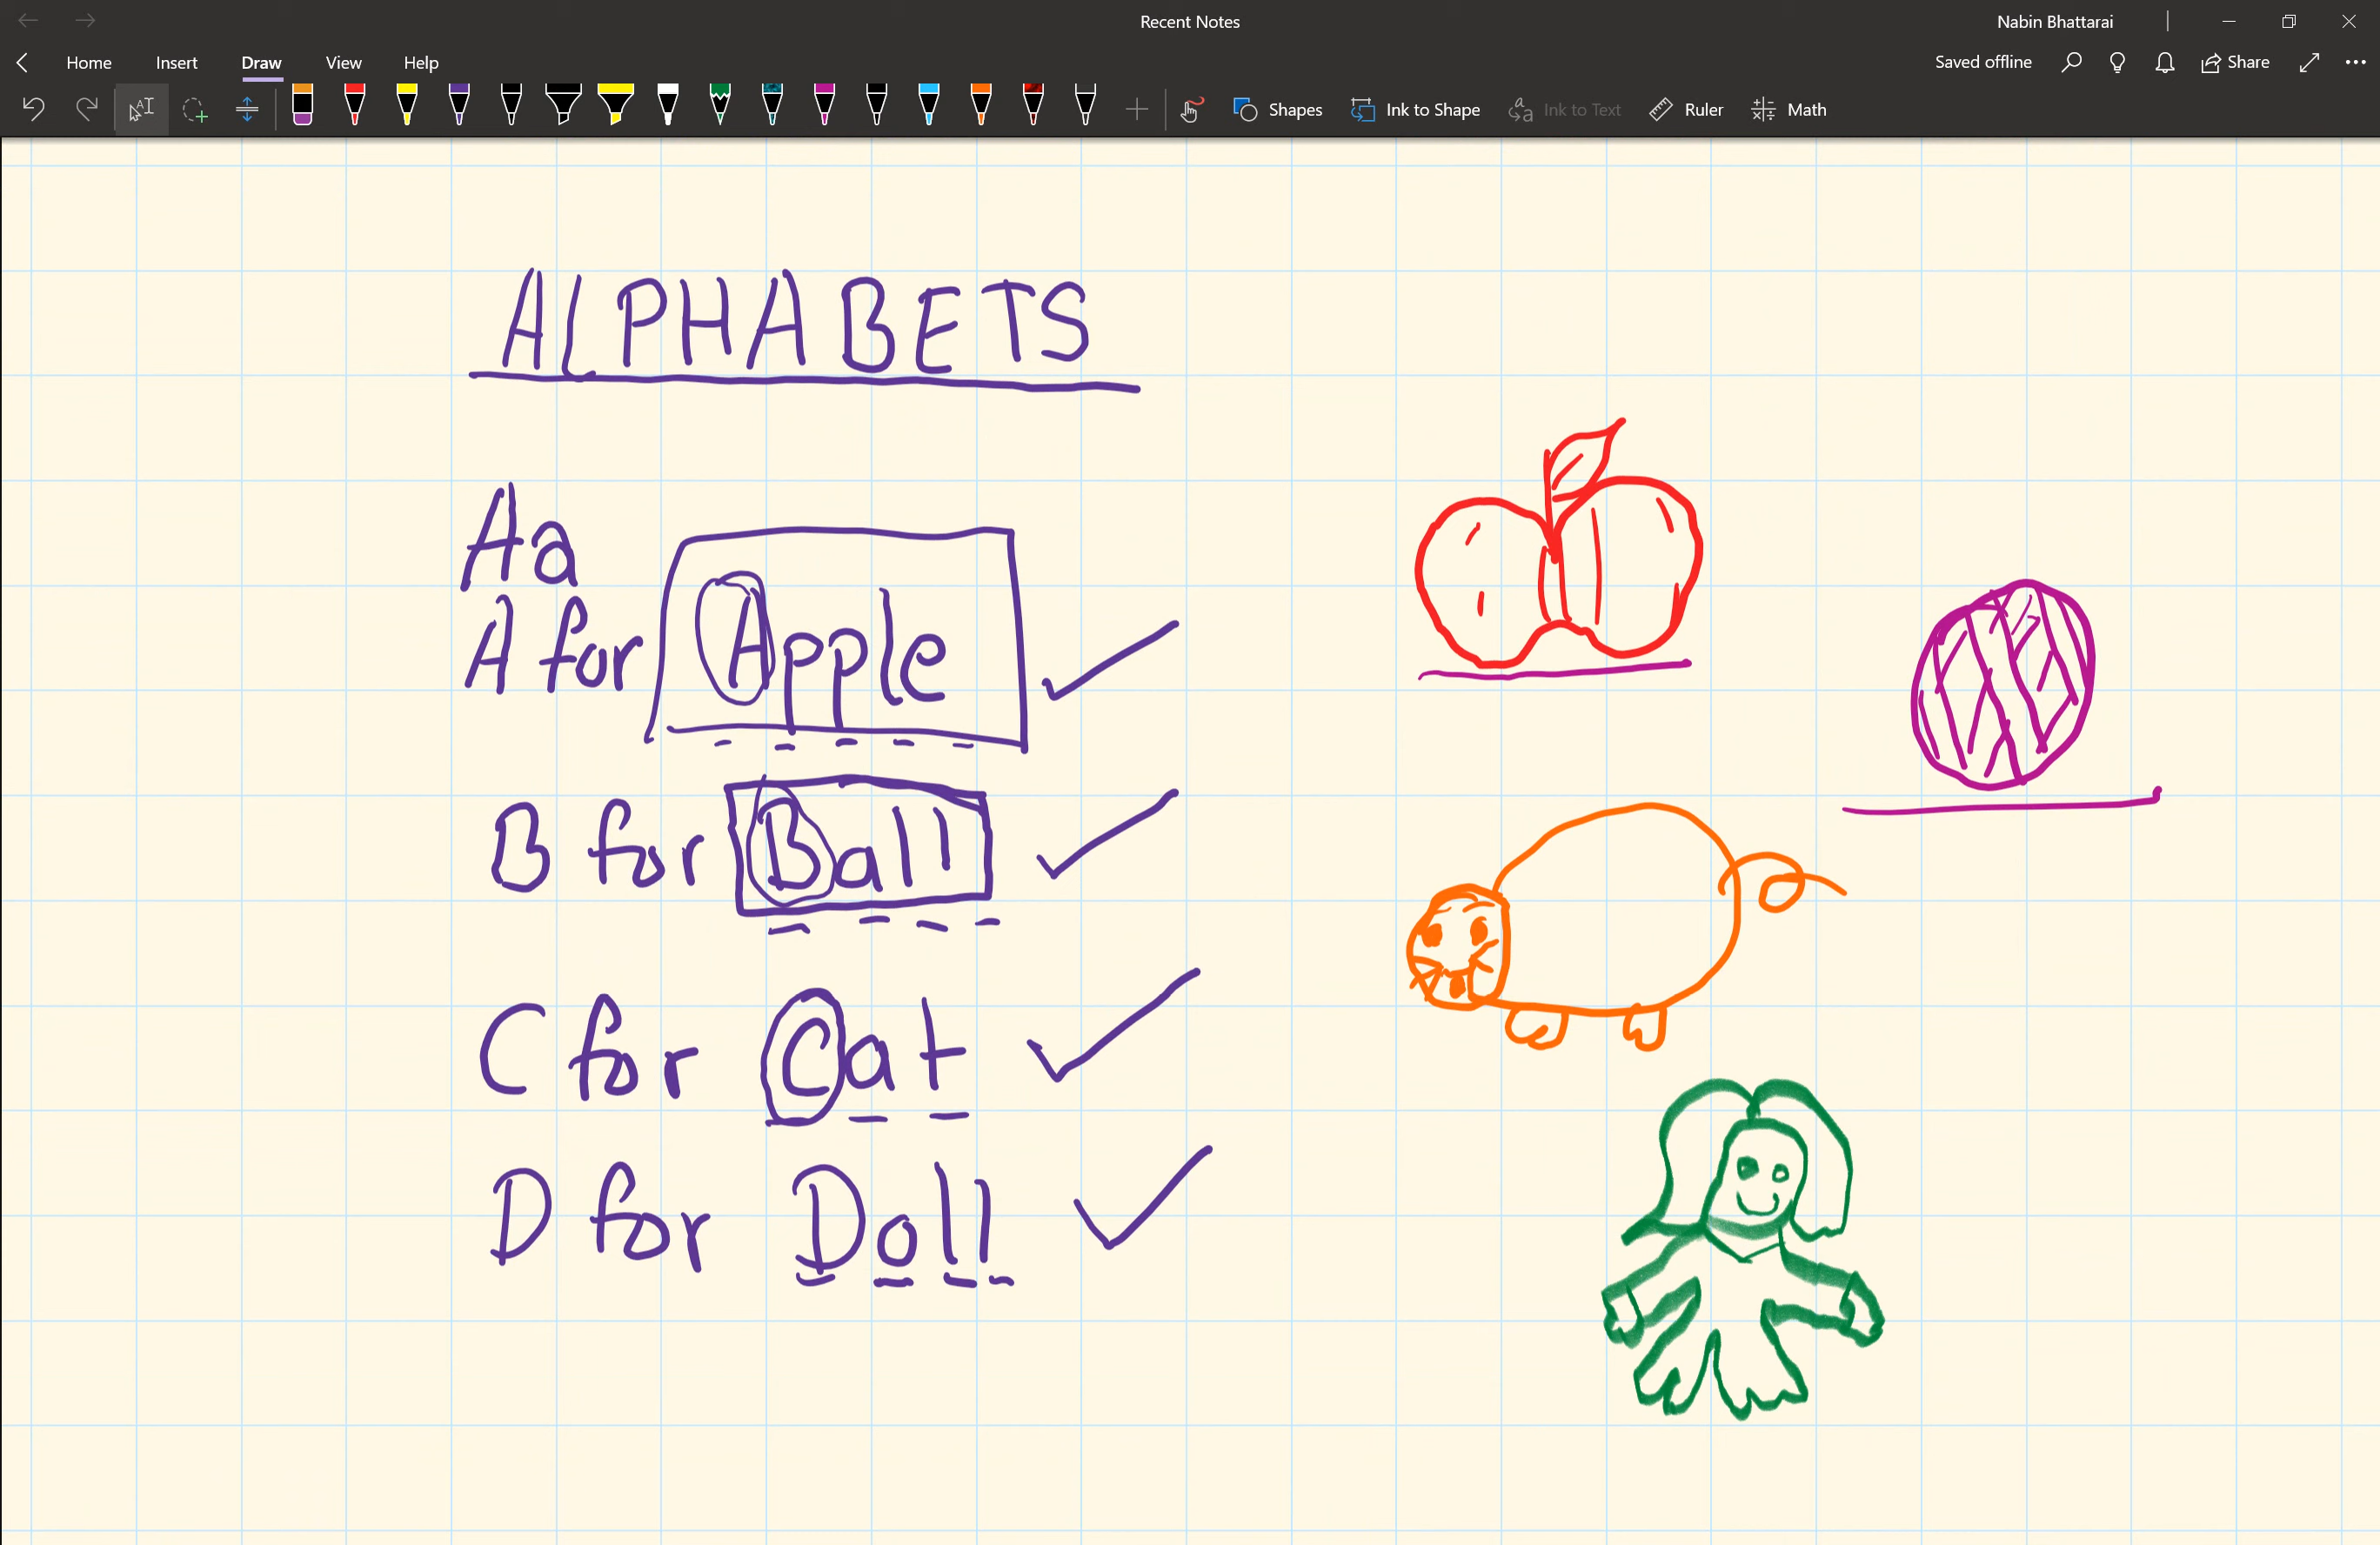 Recent Notes
Nabin Bhattarai
Home Insert Draw View Help
Saved offline
Share
Shapes
Ink to Shape
Ink to Text
Ruler
Math
ALPHABETS
Aa
A for Apple
B for Ball
C for Cat
D for Doll